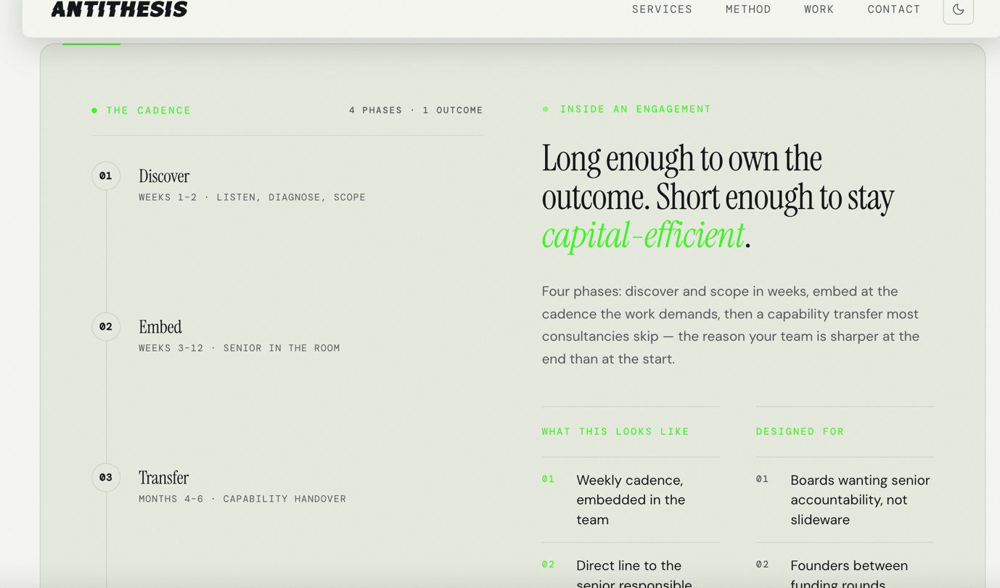 ANTITHESIS
SERVICES
METHOD
WORK
CONTACT
THE CADENCE
4 PHASES · 1 OUTCOME
01
Discover
WEEKS 1–2 · LISTEN, DIAGNOSE, SCOPE
02
Embed
WEEKS 3–12 · SENIOR IN THE ROOM
03
Transfer
MONTHS 4–6 · CAPABILITY HANDOVER
INSIDE AN ENGAGEMENT
Long enough to own the
outcome. Short enough to stay
capital-efficient.
Four phases: discover and scope in weeks, embed at the
cadence the work demands, then a capability transfer most
consultancies skip — the reason your team is sharper at the
end than at the start.
WHAT THIS LOOKS LIKE
01
Weekly cadence,
embedded in the
team
02
Direct line to the
senior responsible
DESIGNED FOR
01
Boards wanting senior
accountability, not
slideware
02
Founders between
funding rounds